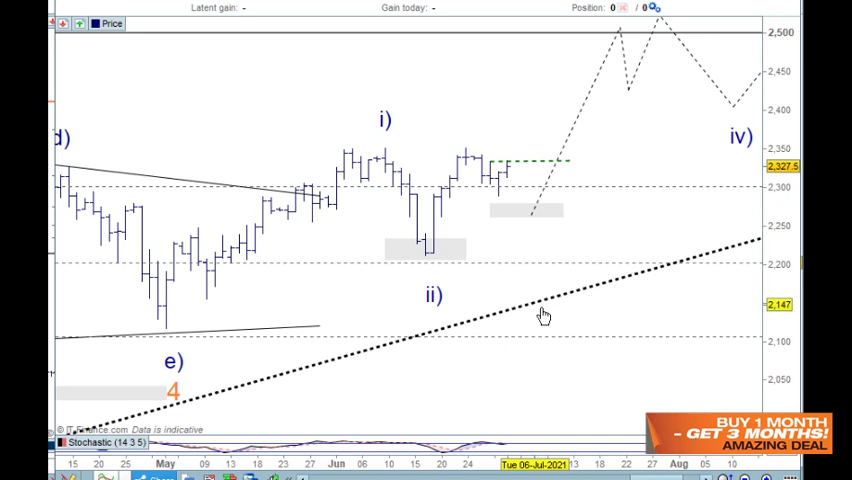 Latent gain: - Gain today: - Position: 0 / 0
Price
2,500
2,450
2,400
iv)
i)
d)
2,350
2,327.5
2,300
2,250
2,200
ii)
2,147
2,100
e)
4
2,050
© IT-Finance.com Data is indicative
BUY 1 MONTH
- GET 3 MONTHS!
AMAZING DEAL
Stochastic (14 3 5)
15 20 25 May 09 13 18 23 Jun 09 15 20 24 Tue 06-Jul-2021 13 18 22 27 Aug 05 10
Share